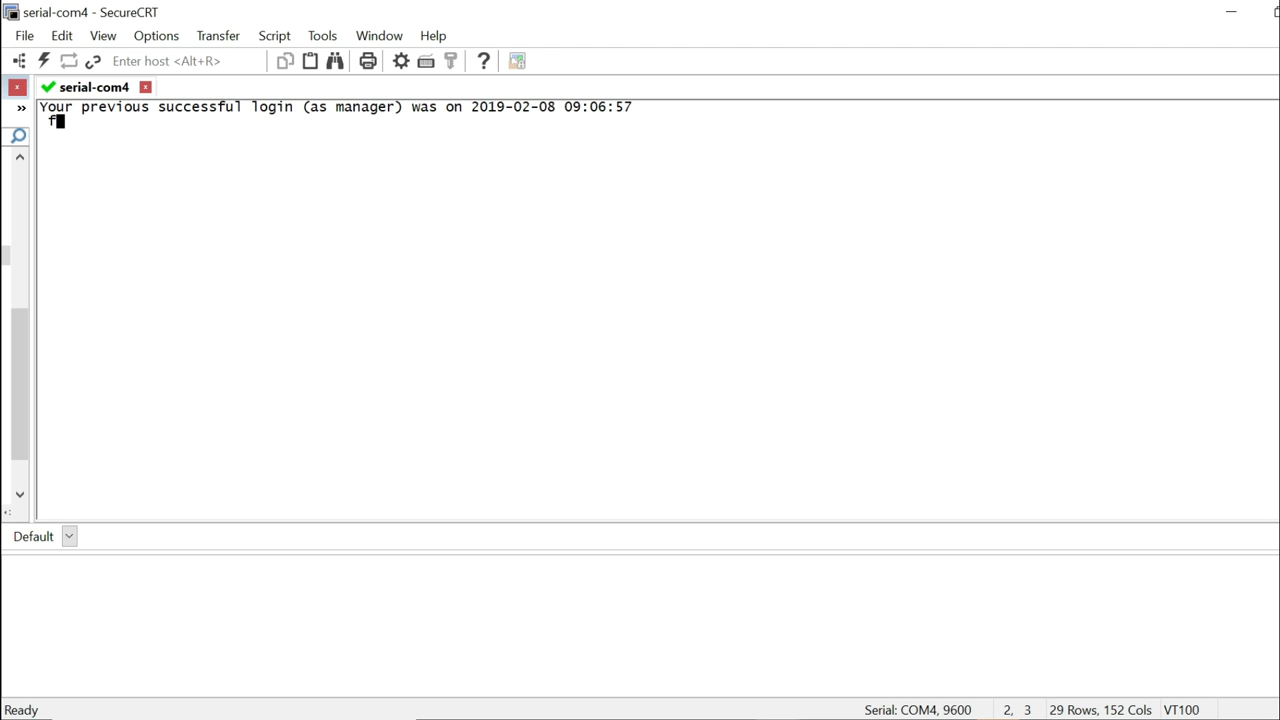 serial-com4 - SecureCRT
File Edit View Options Transfer Script Tools Window Help
Enter host <Alt+R>
serial-com4
Your previous successful login (as manager) was on 2019-02-08 09:06:57
f
Default
Ready Serial: COM4, 9600 2, 3 29 Rows, 152 Cols VT100